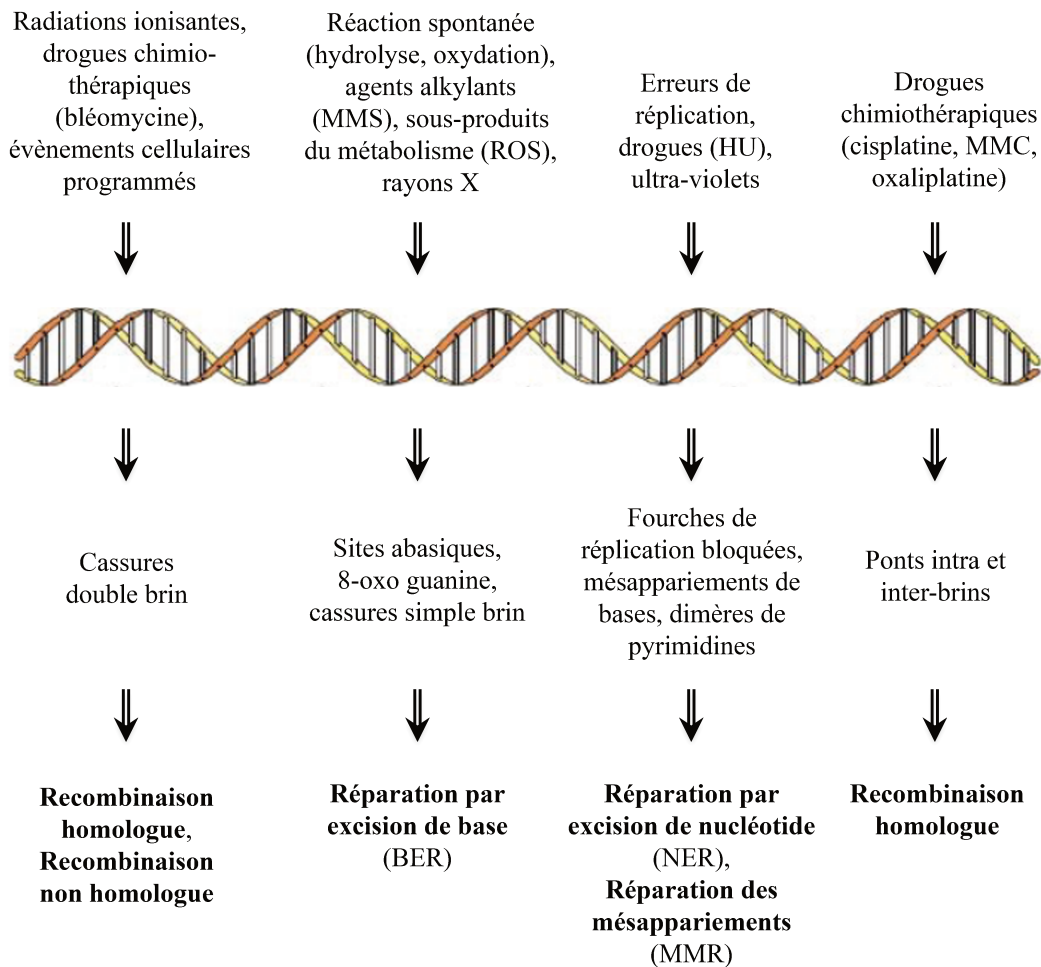 Radiations ionisantes,
drogues chimio-
thérapiques
(bléomycine),
évènements cellulaires
programmés
Réaction spontanée
(hydrolyse, oxydation),
agents alkylants
(MMS), sous-produits
du métabolisme (ROS),
rayons X
Erreurs de
réplication,
drogues (HU),
ultra-violets
Drogues
chimiothérapiques
(cisplatine, MMC,
oxaliplatine)
Cassures
double brin
Sites abasiques,
8-oxo guanine,
cassures simple brin
Fourches de
réplication bloquées,
mésappariements de
bases, dimères de
pyrimidines
Ponts intra et
inter-brins
Recombinaison
homologue,
Recombinaison
non homologue
Réparation par
excision de base
(BER)
Réparation par
excision de nucléotide
(NER),
Réparation des
mésappariements
(MMR)
Recombinaison
homologue